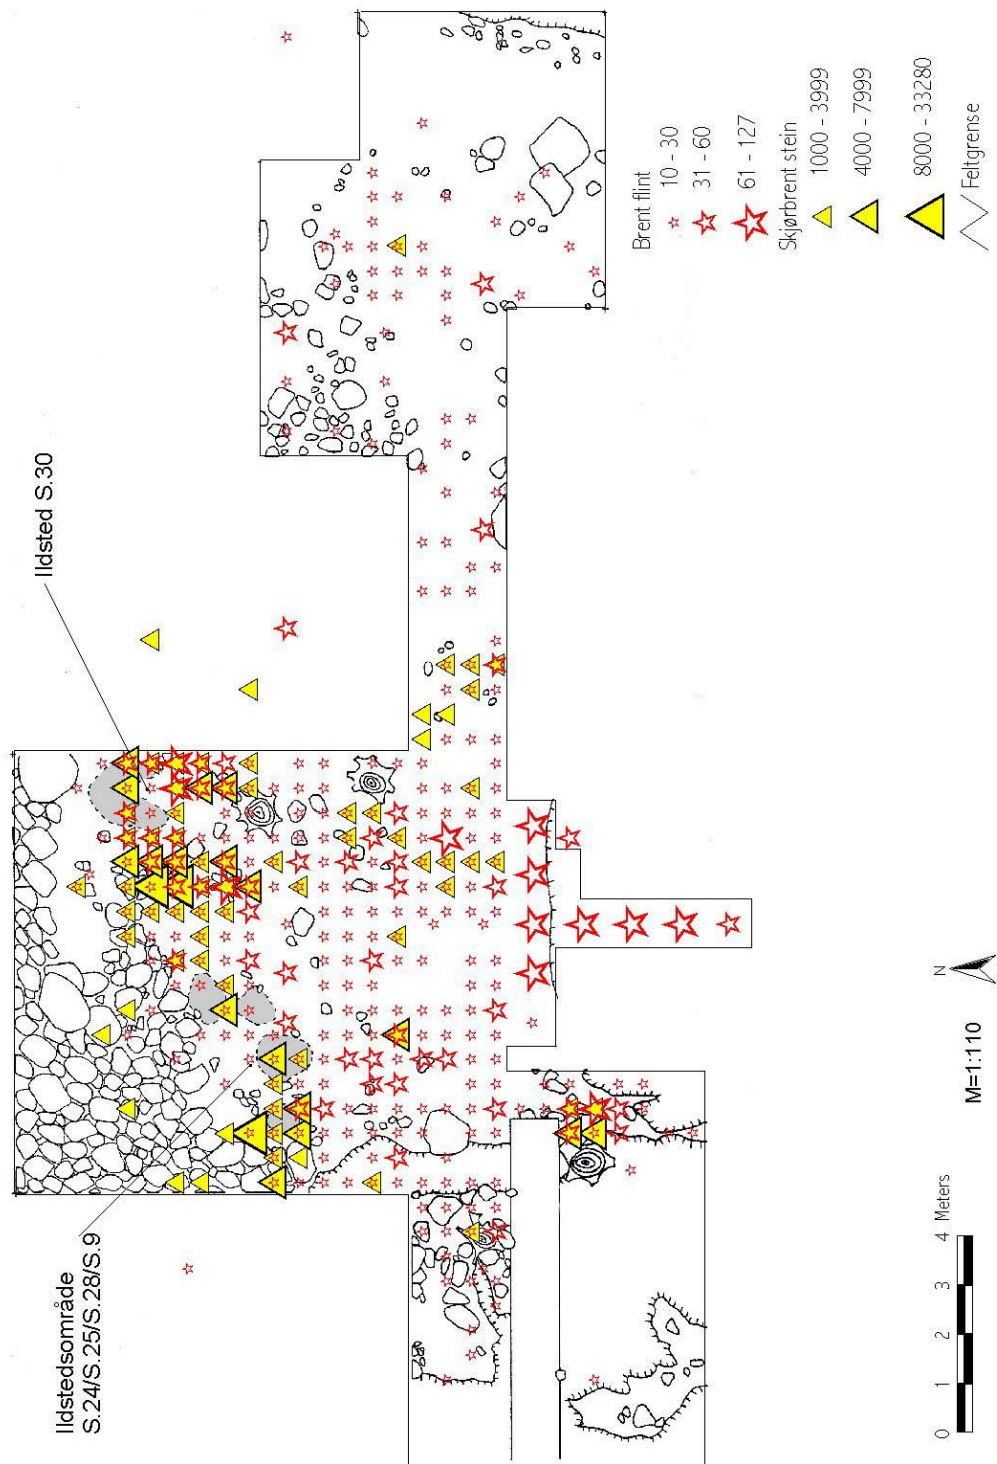 Ildstedsområde
S.24/S.25/S.28/S.9
Ildsted S.30
Brent flint
10 - 30
31 - 60
61 - 127
Skjørbrent stein
1000 - 3999
4000 - 7999
8000 - 33280
Feltgrense
0 1 2 3 4 Meters
M=1:110
N